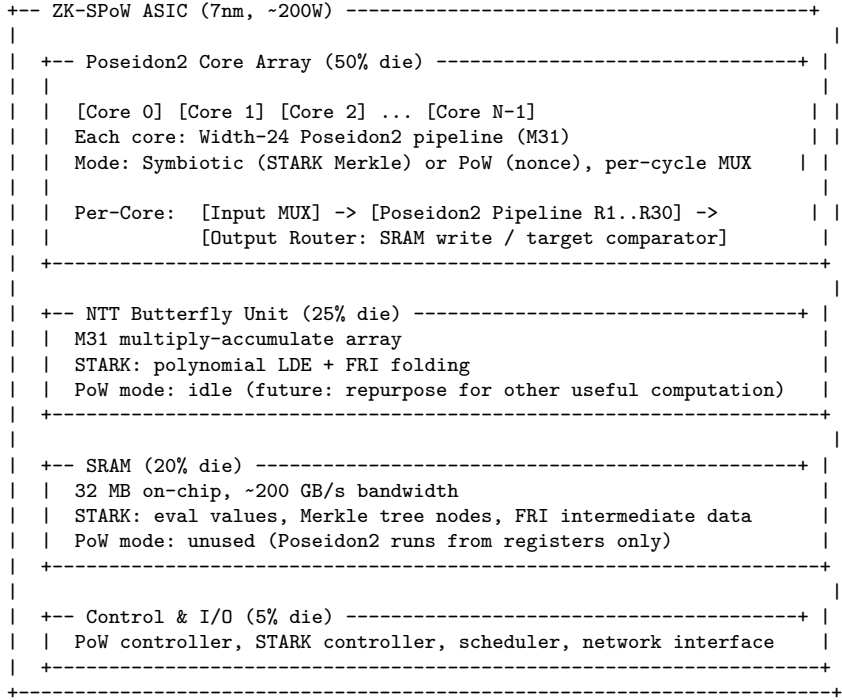 +-- ZK-SPoW ASIC (7nm, ~200W) -----------------------------------------+
| |
| +-- Poseidon2 Core Array (50% die) --------------------------------+ |
| | |
| | [Core 0] [Core 1] [Core 2] ... [Core N-1] | |
| | Each core: Width-24 Poseidon2 pipeline (M31) | |
| | Mode: Symbiotic (STARK Merkle) or PoW (nonce), per-cycle MUX | |
| | |
| | Per-Core: [Input MUX] -> [Poseidon2 Pipeline R1..R30] -> | |
| | [Output Router: SRAM write / target comparator] |
| +------------------------------------------------------------------+
| |
| +-- NTT Butterfly Unit (25% die) ----------------------------------+ |
| | M31 multiply-accumulate array |
| | STARK: polynomial LDE + FRI folding |
| | PoW mode: idle (future: repurpose for other useful computation) |
| +------------------------------------------------------------------+
| |
| +-- SRAM (20% die) ------------------------------------------------+ |
| | 32 MB on-chip, ~200 GB/s bandwidth |
| | STARK: eval values, Merkle tree nodes, FRI intermediate data |
| | PoW mode: unused (Poseidon2 runs from registers only) |
| +------------------------------------------------------------------+
| |
| +-- Control & I/O (5% die) ----------------------------------------+ |
| | PoW controller, STARK controller, scheduler, network interface |
| +------------------------------------------------------------------+
+----------------------------------------------------------------------+